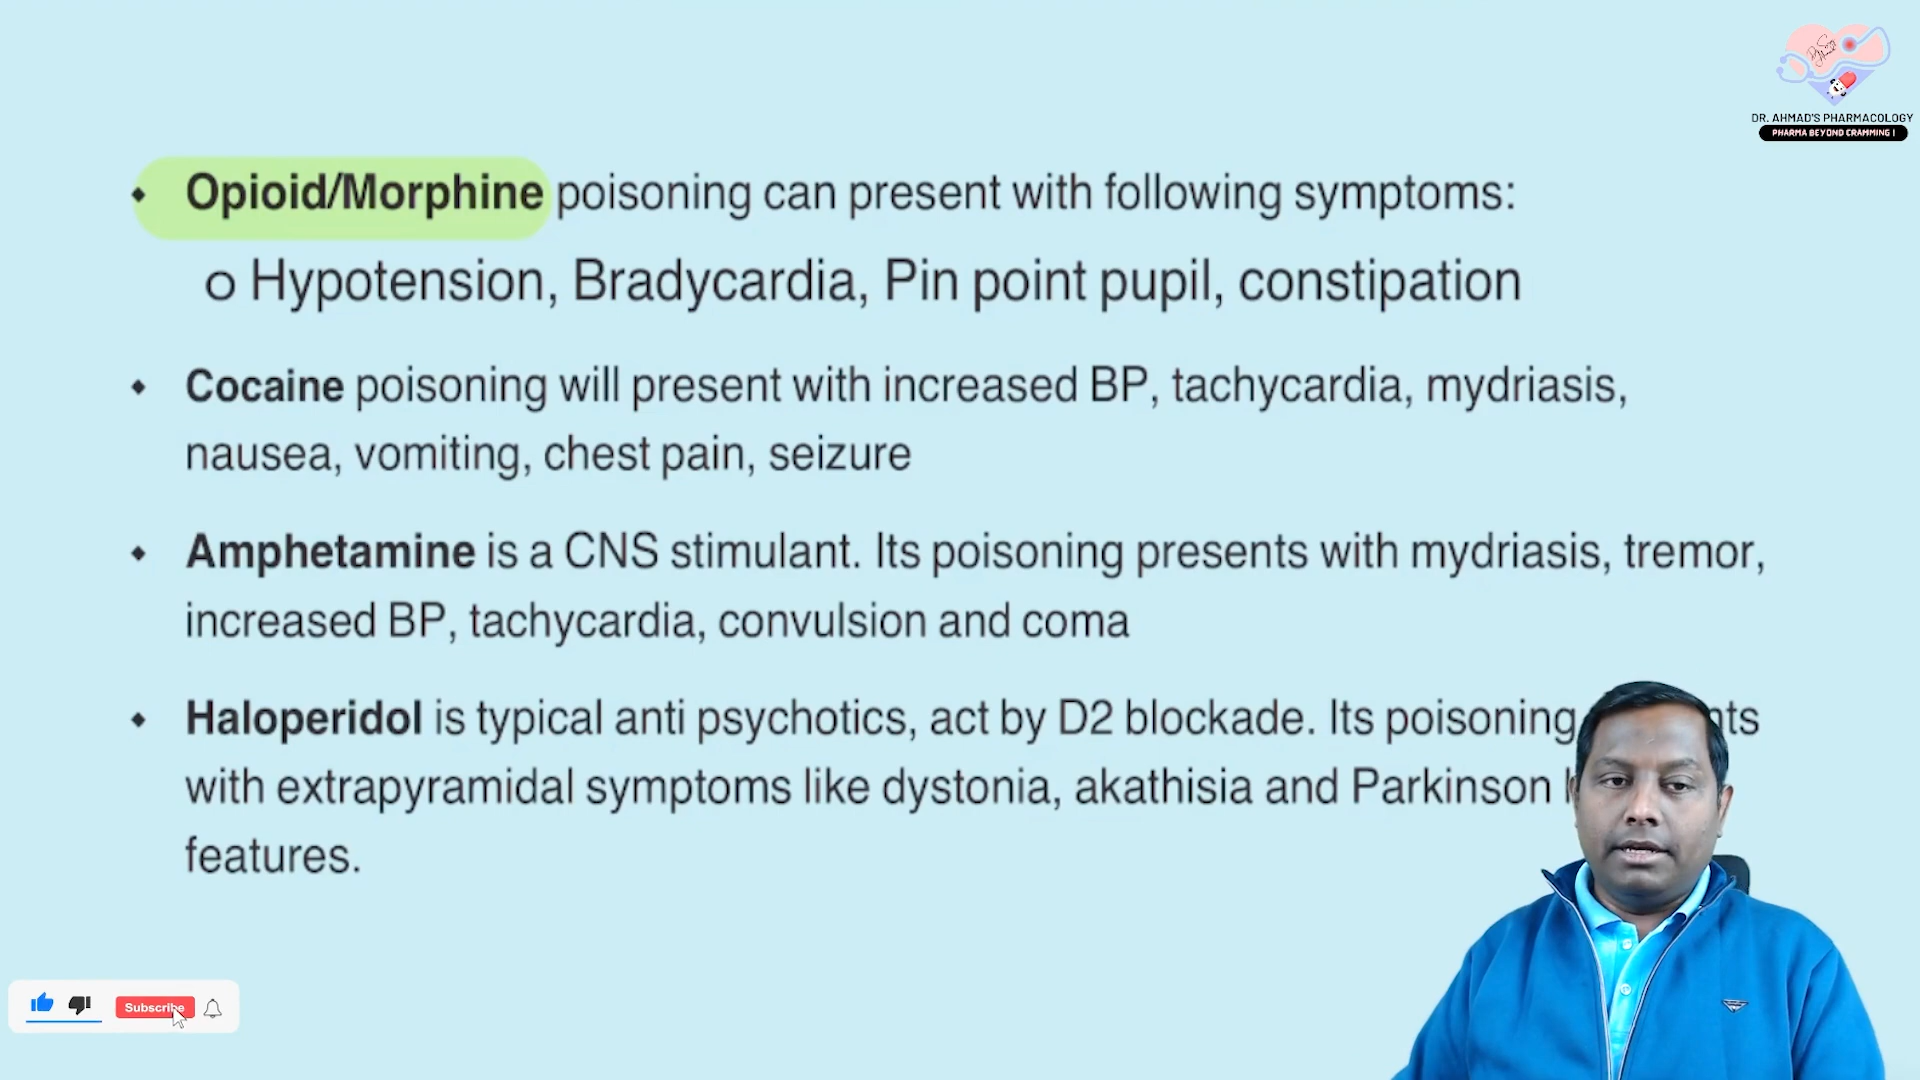 DR. AHMAD'S PHARMACOLOGY
PHARMA BEYOND CRAMMING !
Opioid/Morphine poisoning can present with following symptoms:
o Hypotension, Bradycardia, Pin point pupil, constipation
Cocaine poisoning will present with increased BP, tachycardia, mydriasis,
nausea, vomiting, chest pain, seizure
Amphetamine is a CNS stimulant. Its poisoning presents with mydriasis, tremor,
increased BP, tachycardia, convulsion and coma
Haloperidol is typical anti psychotics, act by D2 blockade. Its poisoning
with extrapyramidal symptoms like dystonia, akathisia and Parkinson
features.
Subscribe